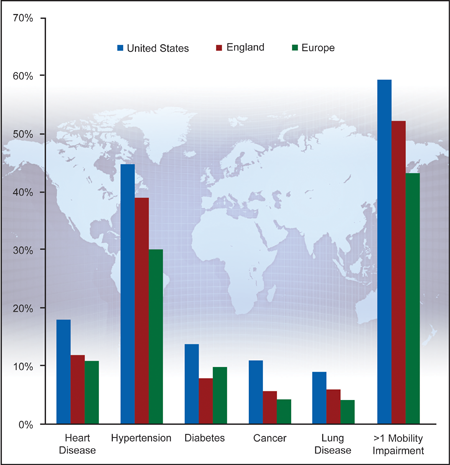 70%
United States England Europe
60%
50%
40%
30%
20%
10%
0%
Heart Disease
Hypertension
Diabetes
Cancer
Lung Disease
>1 Mobility Impairment